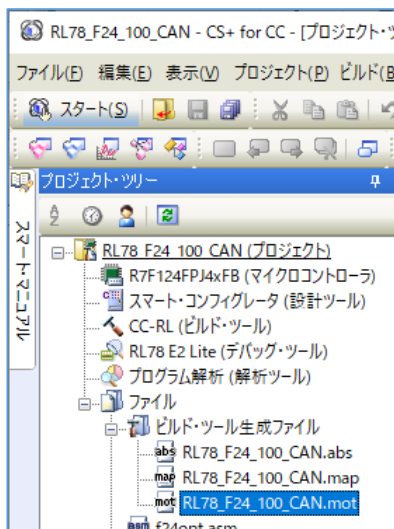 RL78_F24_100_CAN - CS+ for CC - [プロジェクト・ツ
ファイル(F) 編集(E) 表示(V) プロジェクト(P) ビルド(B
スタート(S)
プロジェクト・ツリー
スマート・マニュアル
RL78_F24_100_CAN (プロジェクト)
R7F124FPJ4xFB (マイクロコントローラ)
スマート・コンフィグレータ (設計ツール)
CC-RL (ビルド・ツール)
RL78 E2 Lite (デバッグ・ツール)
プログラム解析 (解析ツール)
ファイル
ビルド・ツール生成ファイル
abs RL78_F24_100_CAN.abs
map RL78_F24_100_CAN.map
mot RL78_F24_100_CAN.mot
asm f24opt.asm